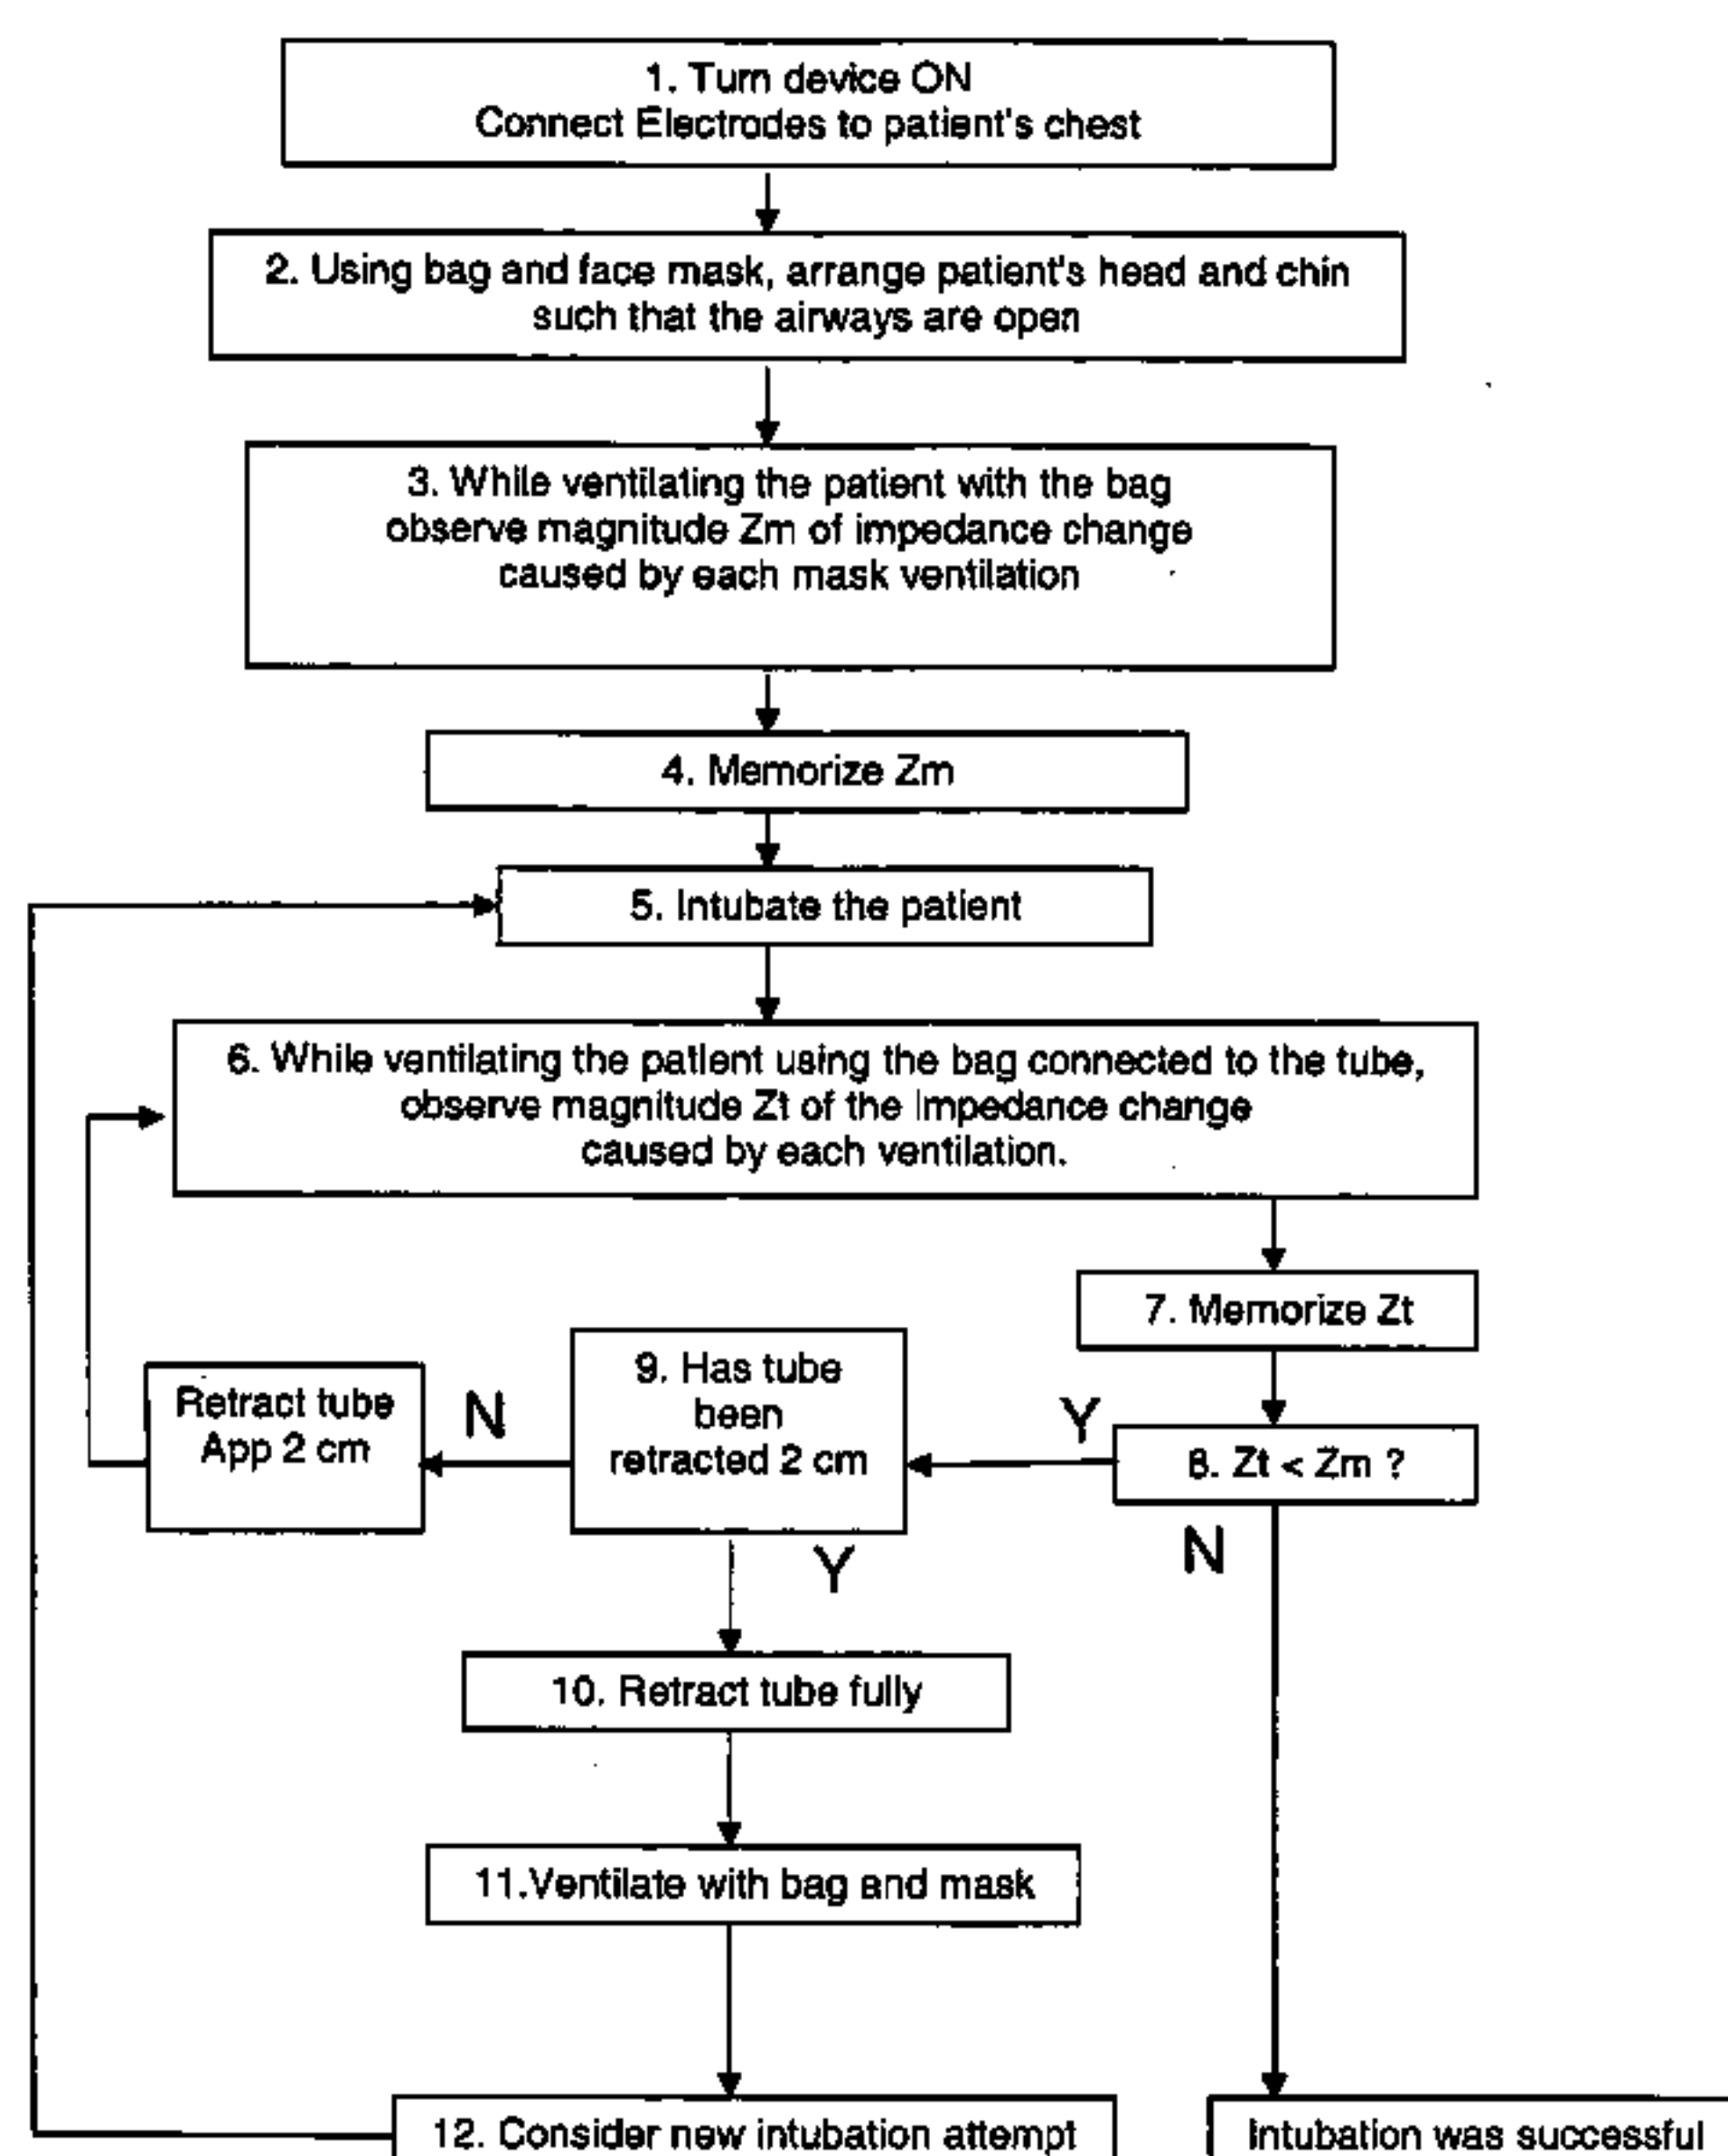 1. Turn device ON
Connect Electrodes to patient's chest
2. Using bag and face mask, arrange patient's head and chin
such that the airways are open
3. While ventilating the patient with the bag
observe magnitude Zm of impedance change
caused by each mask ventilation
4. Memorize Zm
5. Intubate the patient
6. While ventilating the patient using the bag connected to the tube,
observe magnitude Zt of the impedance change
caused by each ventilation.
7. Memorize Zt
8. Zt < Zm ?
Y
N
9. Has tube
been
retracted 2 cm
N
Y
Retract tube
App 2 cm
10. Retract tube fully
11.Ventilate with bag and mask
12. Consider new intubation attempt
Intubation was successful